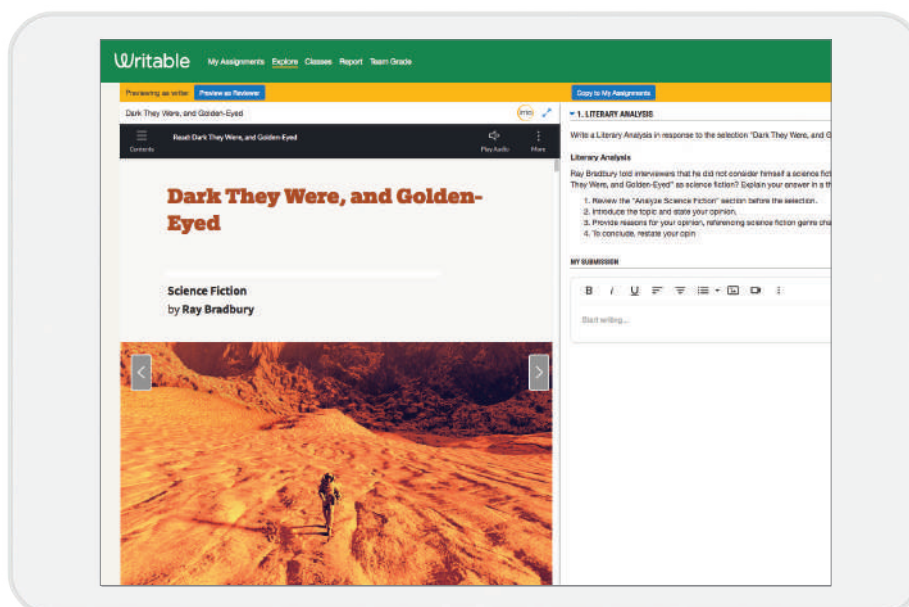 Writable
My Assignments Explore Classes Report Team Grade
Previewing as writer Preview as Reviewer
Copy to My Assignments
Dark They Were, and Golden-Eyed
Contents
Read: Dark They Were, and Golden-Eyed
Play Audio
More
Dark They Were, and Golden-
Eyed
Science Fiction
by Ray Bradbury
1. LITERARY ANALYSIS
Write a Literary Analysis in response to the selection "Dark They Were, and G
Literary Analysis
Ray Bradbury told interviewers that he did not consider himself a science fict
They Were, and Golden-Eyed" as science fiction? Explain your answer in a th
1. Review the "Analyze Science Fiction" section before the selection.
2. Introduce the topic and state your opinion.
3. Provide reasons for your opinion, referencing science fiction genre cha
4. To conclude, restate your opin
MY SUBMISSION
B I U
Start writing...